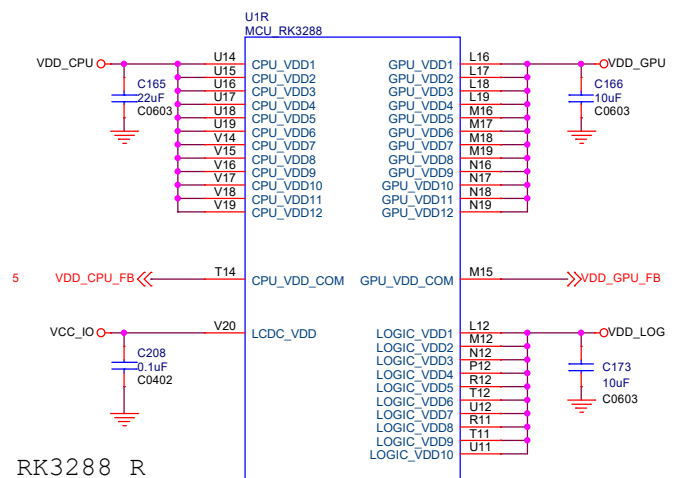 U1R
MCU_RK3288
VDD_CPU
U14 CPU_VDD1
U15 CPU_VDD2
U16 CPU_VDD3
U17 CPU_VDD4
U18 CPU_VDD5
U19 CPU_VDD6
V14 CPU_VDD7
V15 CPU_VDD8
V16 CPU_VDD9
V17 CPU_VDD10
V18 CPU_VDD11
V19 CPU_VDD12
C165
22uF
C0603
GPU_VDD1 L16
GPU_VDD2 L17
GPU_VDD3 L18
GPU_VDD4 L19
GPU_VDD5 M16
GPU_VDD6 M17
GPU_VDD7 M18
GPU_VDD8 M19
GPU_VDD9 N16
GPU_VDD10 N17
GPU_VDD11 N18
GPU_VDD12 N19
VDD_GPU
C166
10uF
C0603
5 VDD_CPU_FB T14 CPU_VDD_COM
GPU_VDD_COM M15 VDD_GPU_FB
VCC_IO V20 LCDC_VDD
C208
0.1uF
C0402
LOGIC_VDD1 L12
LOGIC_VDD2 M12
LOGIC_VDD3 N12
LOGIC_VDD4 P12
LOGIC_VDD5 R12
LOGIC_VDD6 T12
LOGIC_VDD7 U12
LOGIC_VDD8 R11
LOGIC_VDD9 T11
LOGIC_VDD10 U11
VDD_LOG
C173
10uF
C0603
RK3288 R